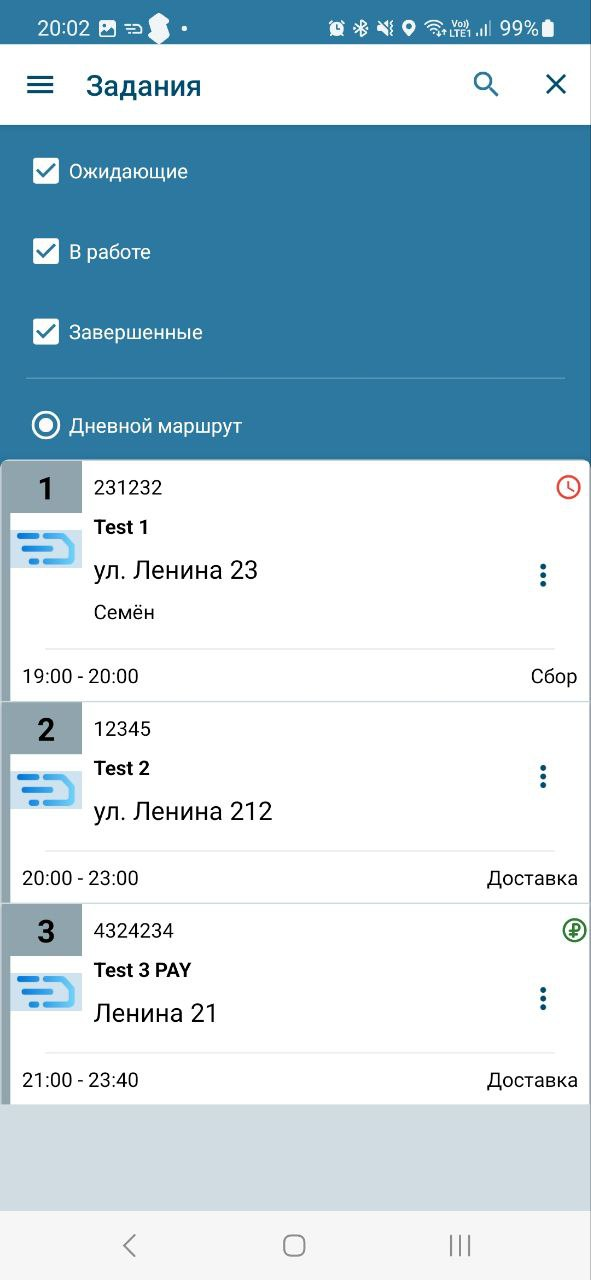 20:02
Vo)) LTE1 99%
Задания
Ожидающие
В работе
Завершенные
Дневной маршрут
1
231232
Test 1
ул. Ленина 23
Семён
19:00 - 20:00 Сбор
2
12345
Test 2
ул. Ленина 212
20:00 - 23:00 Доставка
3
4324234
₽
Test 3 PAY
Ленина 21
21:00 - 23:40 Доставка